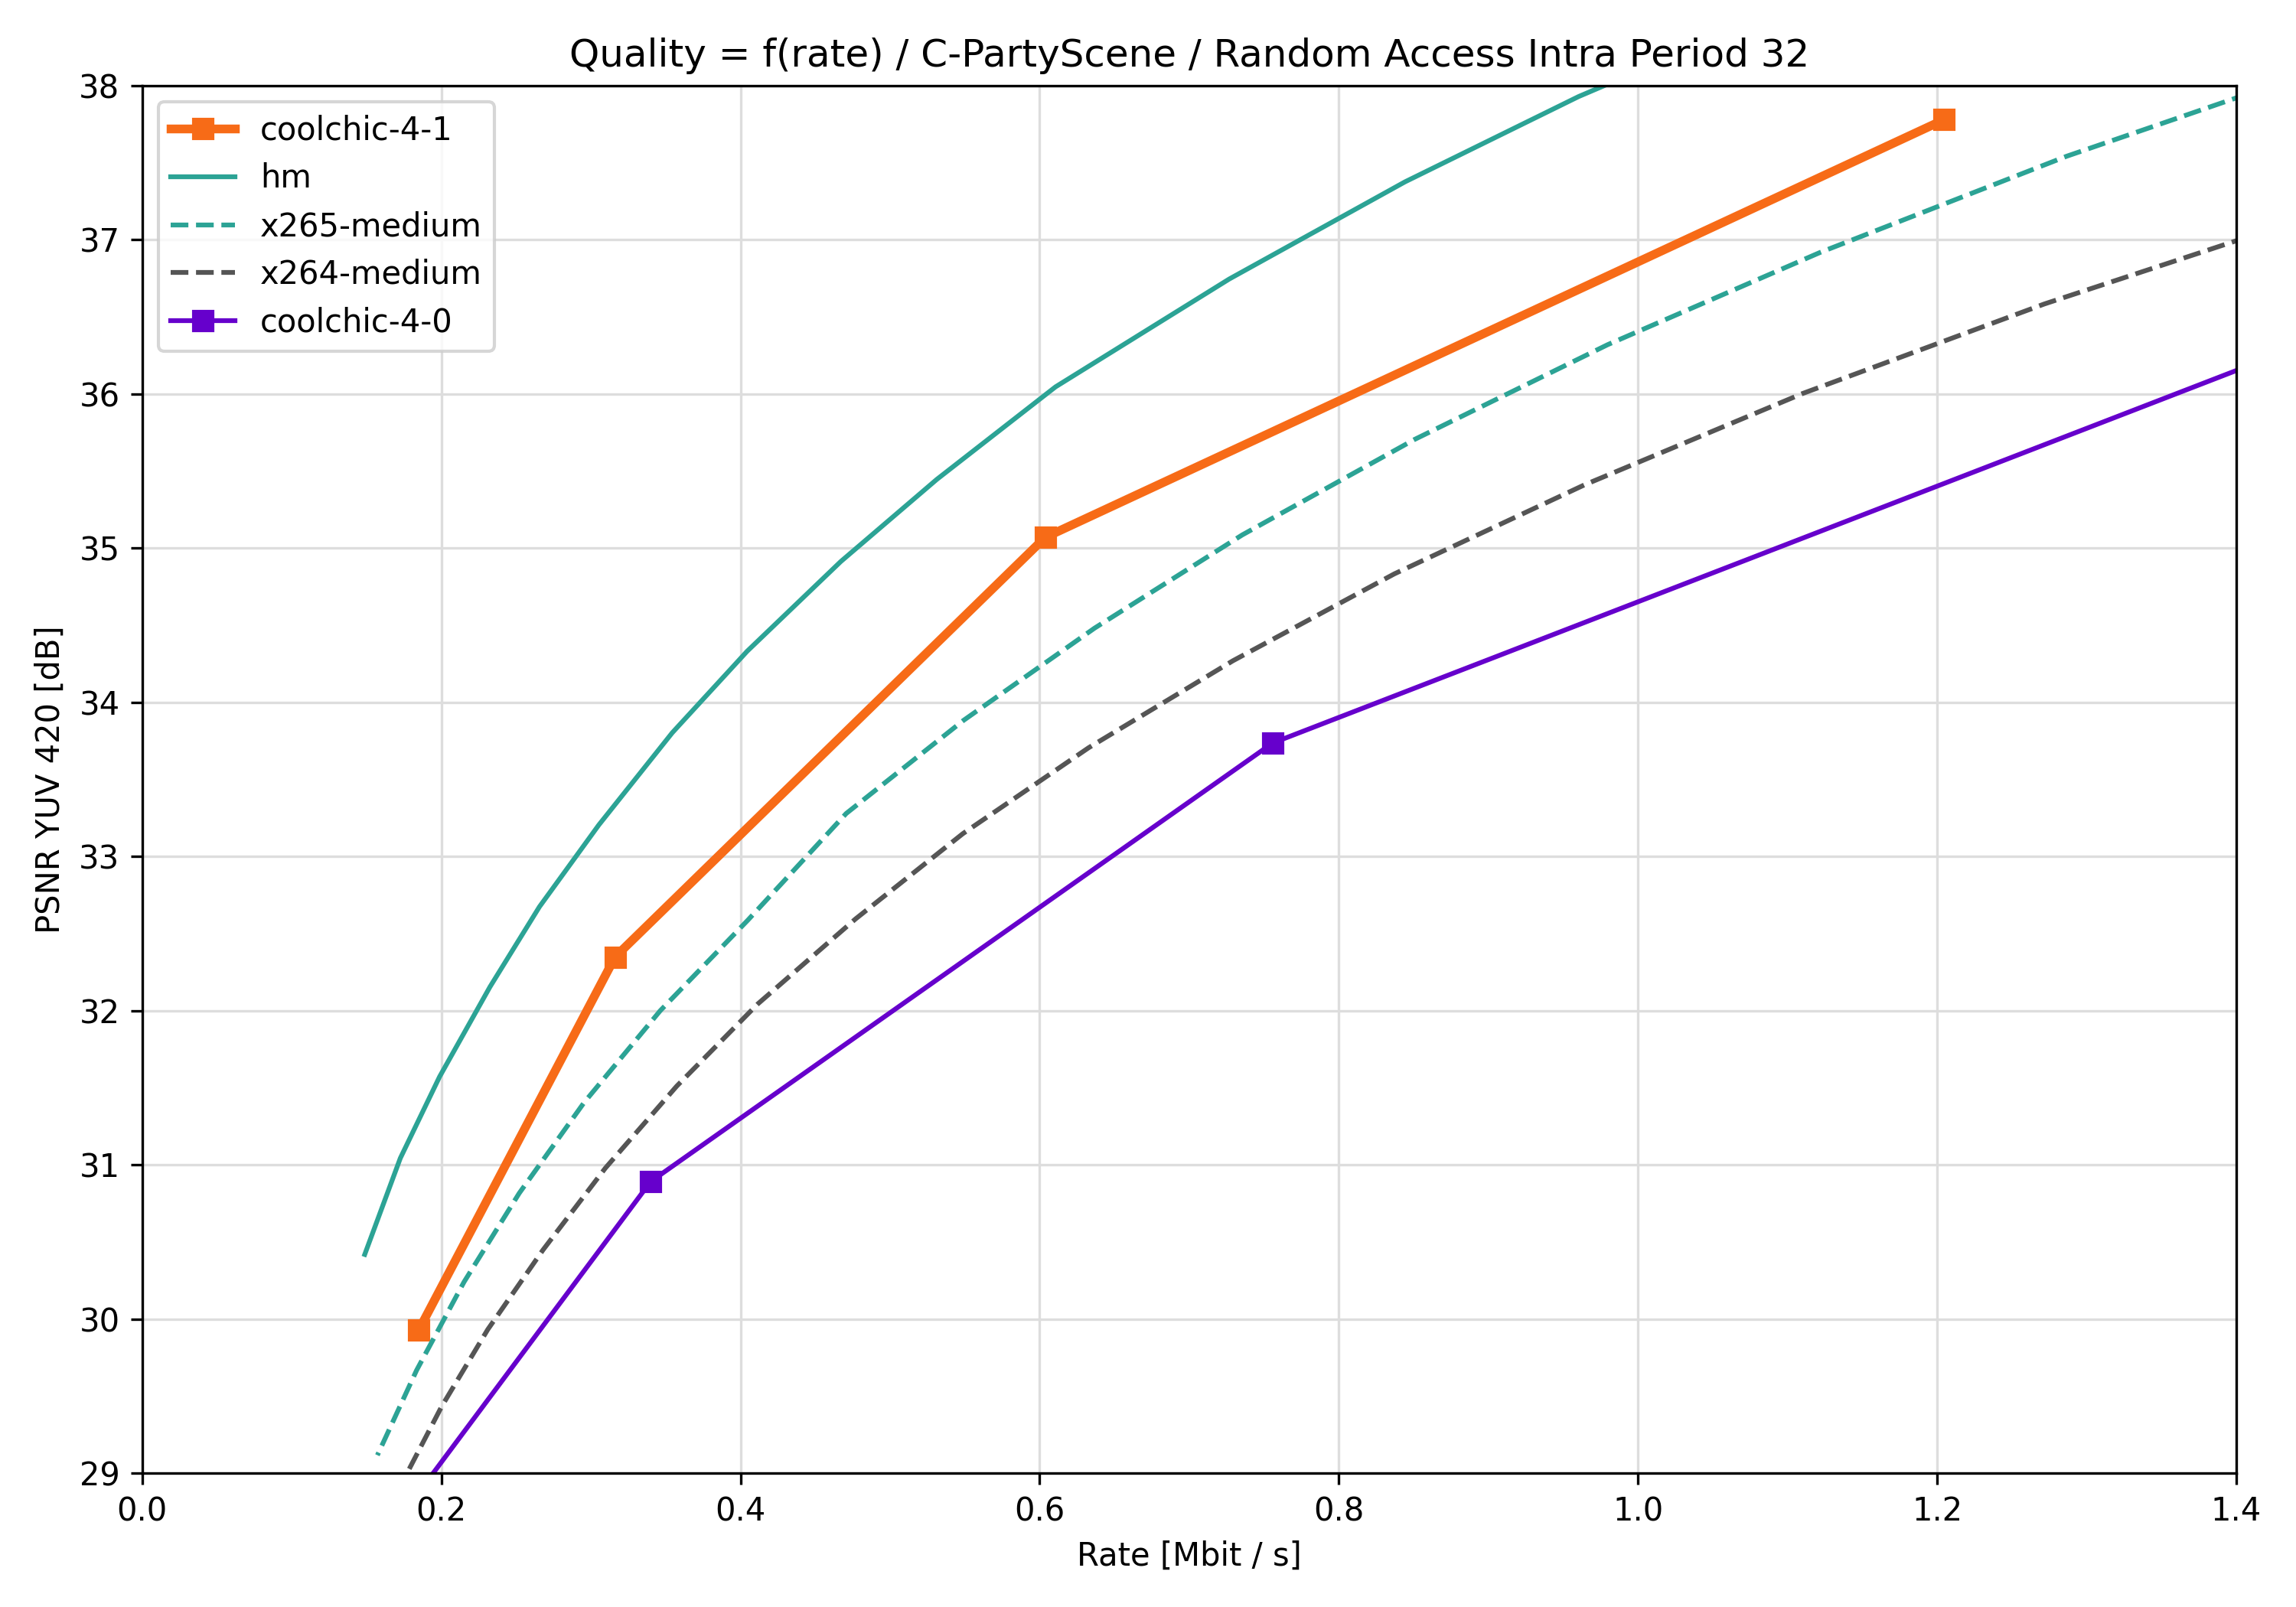 Quality = f(rate) / C-PartyScene / Random Access Intra Period 32
coolchic-4-1
hm
x265-medium
x264-medium
coolchic-4-0
PSNR YUV 420 [dB]
38
37
36
35
34
33
32
31
30
29
0.0 0.2 0.4 0.6 0.8 1.0 1.2 1.4
Rate [Mbit / s]